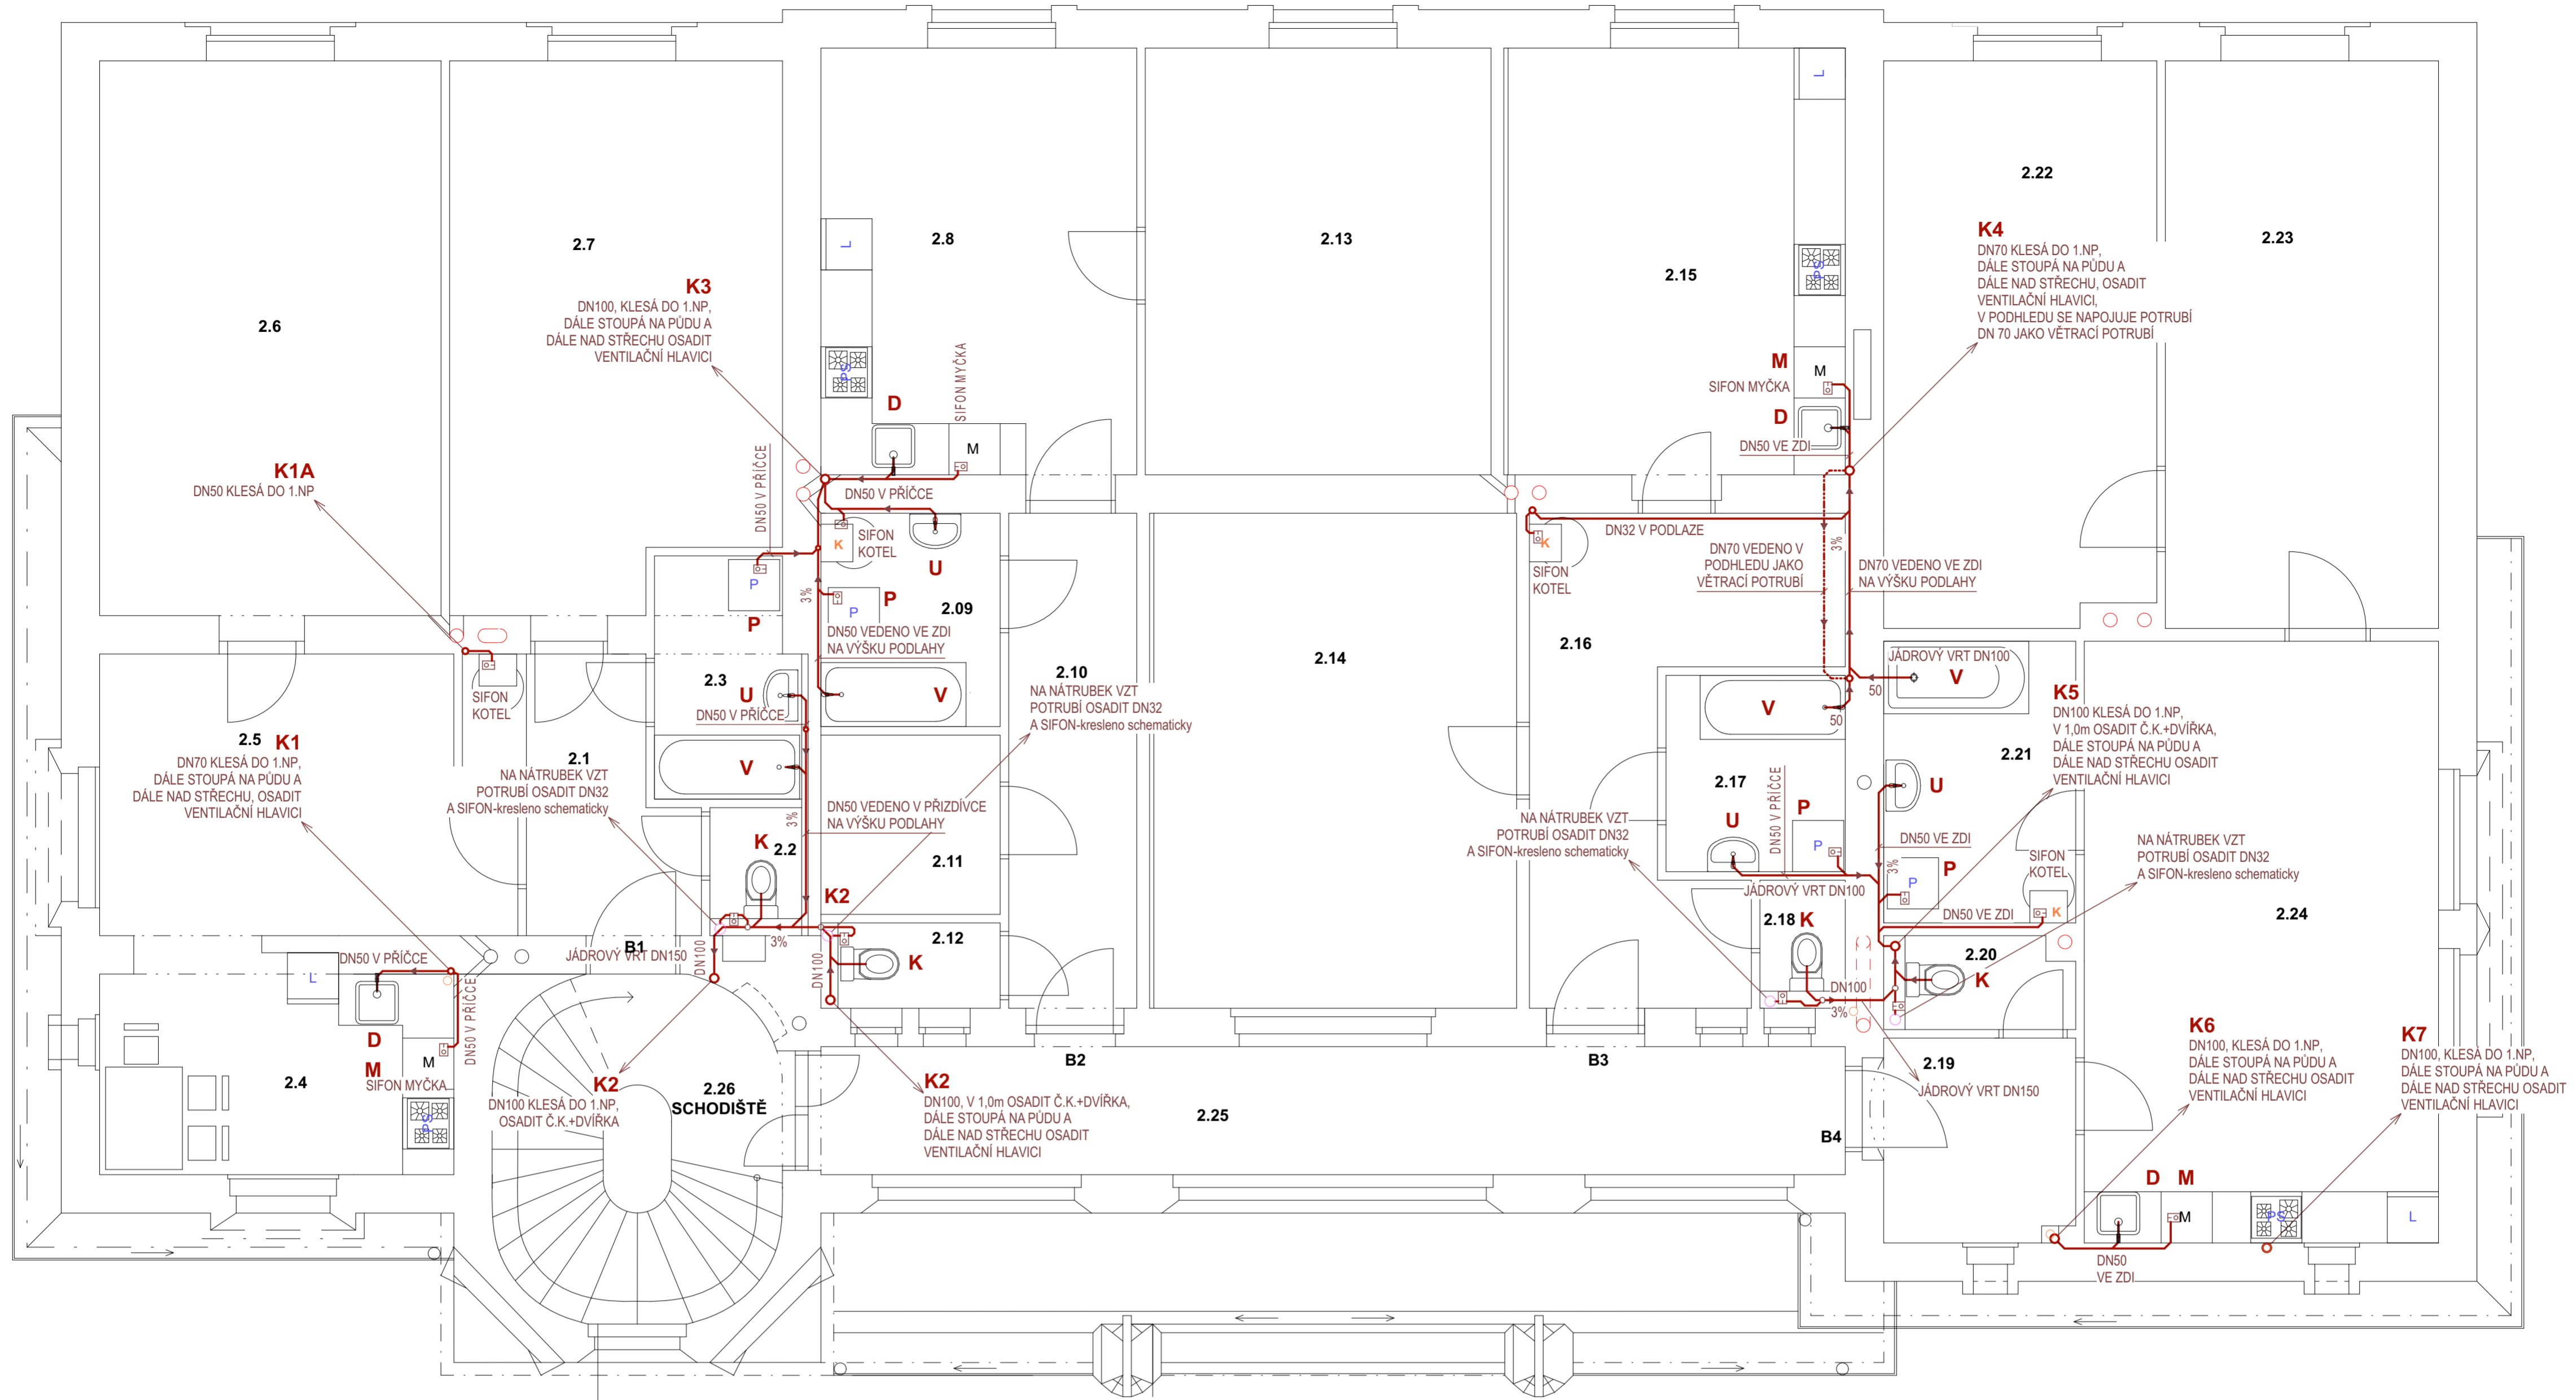 2.6
2.7
2.8
2.13
2.15
2.22
2.23
L
L
PS
PS
K3
DN100, KLESÁ DO 1.NP,
DÁLE STOUPÁ NA PŮDU A
DÁLE NAD STŘECHU OSADIT
VENTILAČNÍ HLAVICI
K4
DN70 KLESÁ DO 1.NP,
DÁLE STOUPÁ NA PŮDU A
DÁLE NAD STŘECHU, OSADIT
VENTILAČNÍ HLAVICI,
V PODHLEDU SE NAPOJUJE POTRUBÍ
DN 70 JAKO VĚTRACÍ POTRUBÍ
D
SIFON MYČKA
M
M
M
SIFON MYČKA
D
DN50 VE ZDI
K1A
DN50 KLESÁ DO 1.NP
DN50 V PŘÍČCE
DN50 V PŘÍČCE
K
SIFON
KOTEL
U
P
P
P
P
2.09
3%
DN50 VEDENO VE ZDI
NA VÝŠKU PODLAHY
V
K
SIFON
KOTEL
DN32 V PODLAZE
DN70 VEDENO V
PODHLEDU JAKO
VĚTRACÍ POTRUBÍ
3%
DN70 VEDENO VE ZDI
NA VÝŠKU PODLAHY
2.14
2.16
2.3
U
DN50 V PŘÍČCE
V
SIFON
KOTEL
2.10
NA NÁTRUBEK VZT
POTRUBÍ OSADIT DN32
A SIFON-kresleno schematicky
JÁDROVÝ VRT DN100
V
50
V
50
K5
DN100 KLESÁ DO 1.NP,
V 1,0m OSADIT Č.K.+DVÍŘKA,
DÁLE STOUPÁ NA PŮDU A
DÁLE NAD STŘECHU OSADIT
VENTILAČNÍ HLAVICI
2.5
K1
DN70 KLESÁ DO 1.NP,
DÁLE STOUPÁ NA PŮDU A
DÁLE NAD STŘECHU, OSADIT
VENTILAČNÍ HLAVICI
2.1
NA NÁTRUBEK VZT
POTRUBÍ OSADIT DN32
A SIFON-kresleno schematicky
3%
DN50 VEDENO V PŘIZDÍVCE
NA VÝŠKU PODLAHY
K
2.2
2.11
K2
2.17
U
DN50 V PŘÍČCE
P
P
NA NÁTRUBEK VZT
POTRUBÍ OSADIT DN32
A SIFON-kresleno schematicky
JÁDROVÝ VRT DN100
2.21
U
DN50 VE ZDI
3%
P
P
SIFON
KOTEL
K
DN50 VE ZDI
NA NÁTRUBEK VZT
POTRUBÍ OSADIT DN32
A SIFON-kresleno schematicky
2.24
2.18
K
2.20
K
DN100
3%
B1
JÁDROVÝ VRT DN150
DN100
3%
DN100
2.12
K
L
DN50 V PŘÍČCE
DN50 V PŘÍČCE
D
M
M
SIFON MYČKA
PS
2.4
K2
DN100 KLESÁ DO 1.NP,
OSADIT Č.K.+DVÍŘKA
2.26
SCHODIŠTĚ
K2
DN100, V 1,0m OSADIT Č.K.+DVÍŘKA,
DÁLE STOUPÁ NA PŮDU A
DÁLE NAD STŘECHU OSADIT
VENTILAČNÍ HLAVICI
B2
B3
2.25
B4
2.19
JÁDROVÝ VRT DN150
K6
DN100, KLESÁ DO 1.NP,
DÁLE STOUPÁ NA PŮDU A
DÁLE NAD STŘECHU OSADIT
VENTILAČNÍ HLAVICI
K7
DN100, KLESÁ DO 1.NP,
DÁLE STOUPÁ NA PŮDU A
DÁLE NAD STŘECHU OSADIT
VENTILAČNÍ HLAVICI
D M
M
PS
L
DN50
VE ZDI